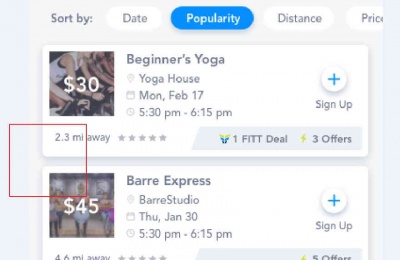 Sort by: Date Popularity Distance Price
Beginner's Yoga
$30
Yoga House
Mon, Feb 17
5:30 pm - 6:15 pm
Sign Up
2.3 mi away 1 FITT Deal 3 Offers
Barre Express
$45
BarreStudio
Thu, Jan 30
5:30 pm - 6:15 pm
Sign Up
4.6 mi away 5 Offers